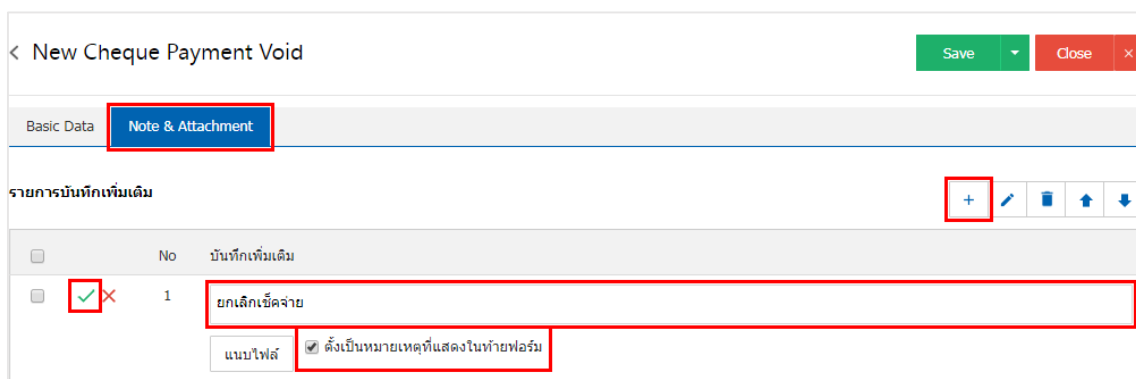 New Cheque Payment Void
Save
Close
Basic Data
Note & Attachment
รายการบันทึกเพิ่มเติม
No บันทึกเพิ่มเติม
1 ยกเลิกเช็คจ่าย
แนบไฟล์ ตั้งเป็นหมายเหตุที่แสดงในท้ายฟอร์ม